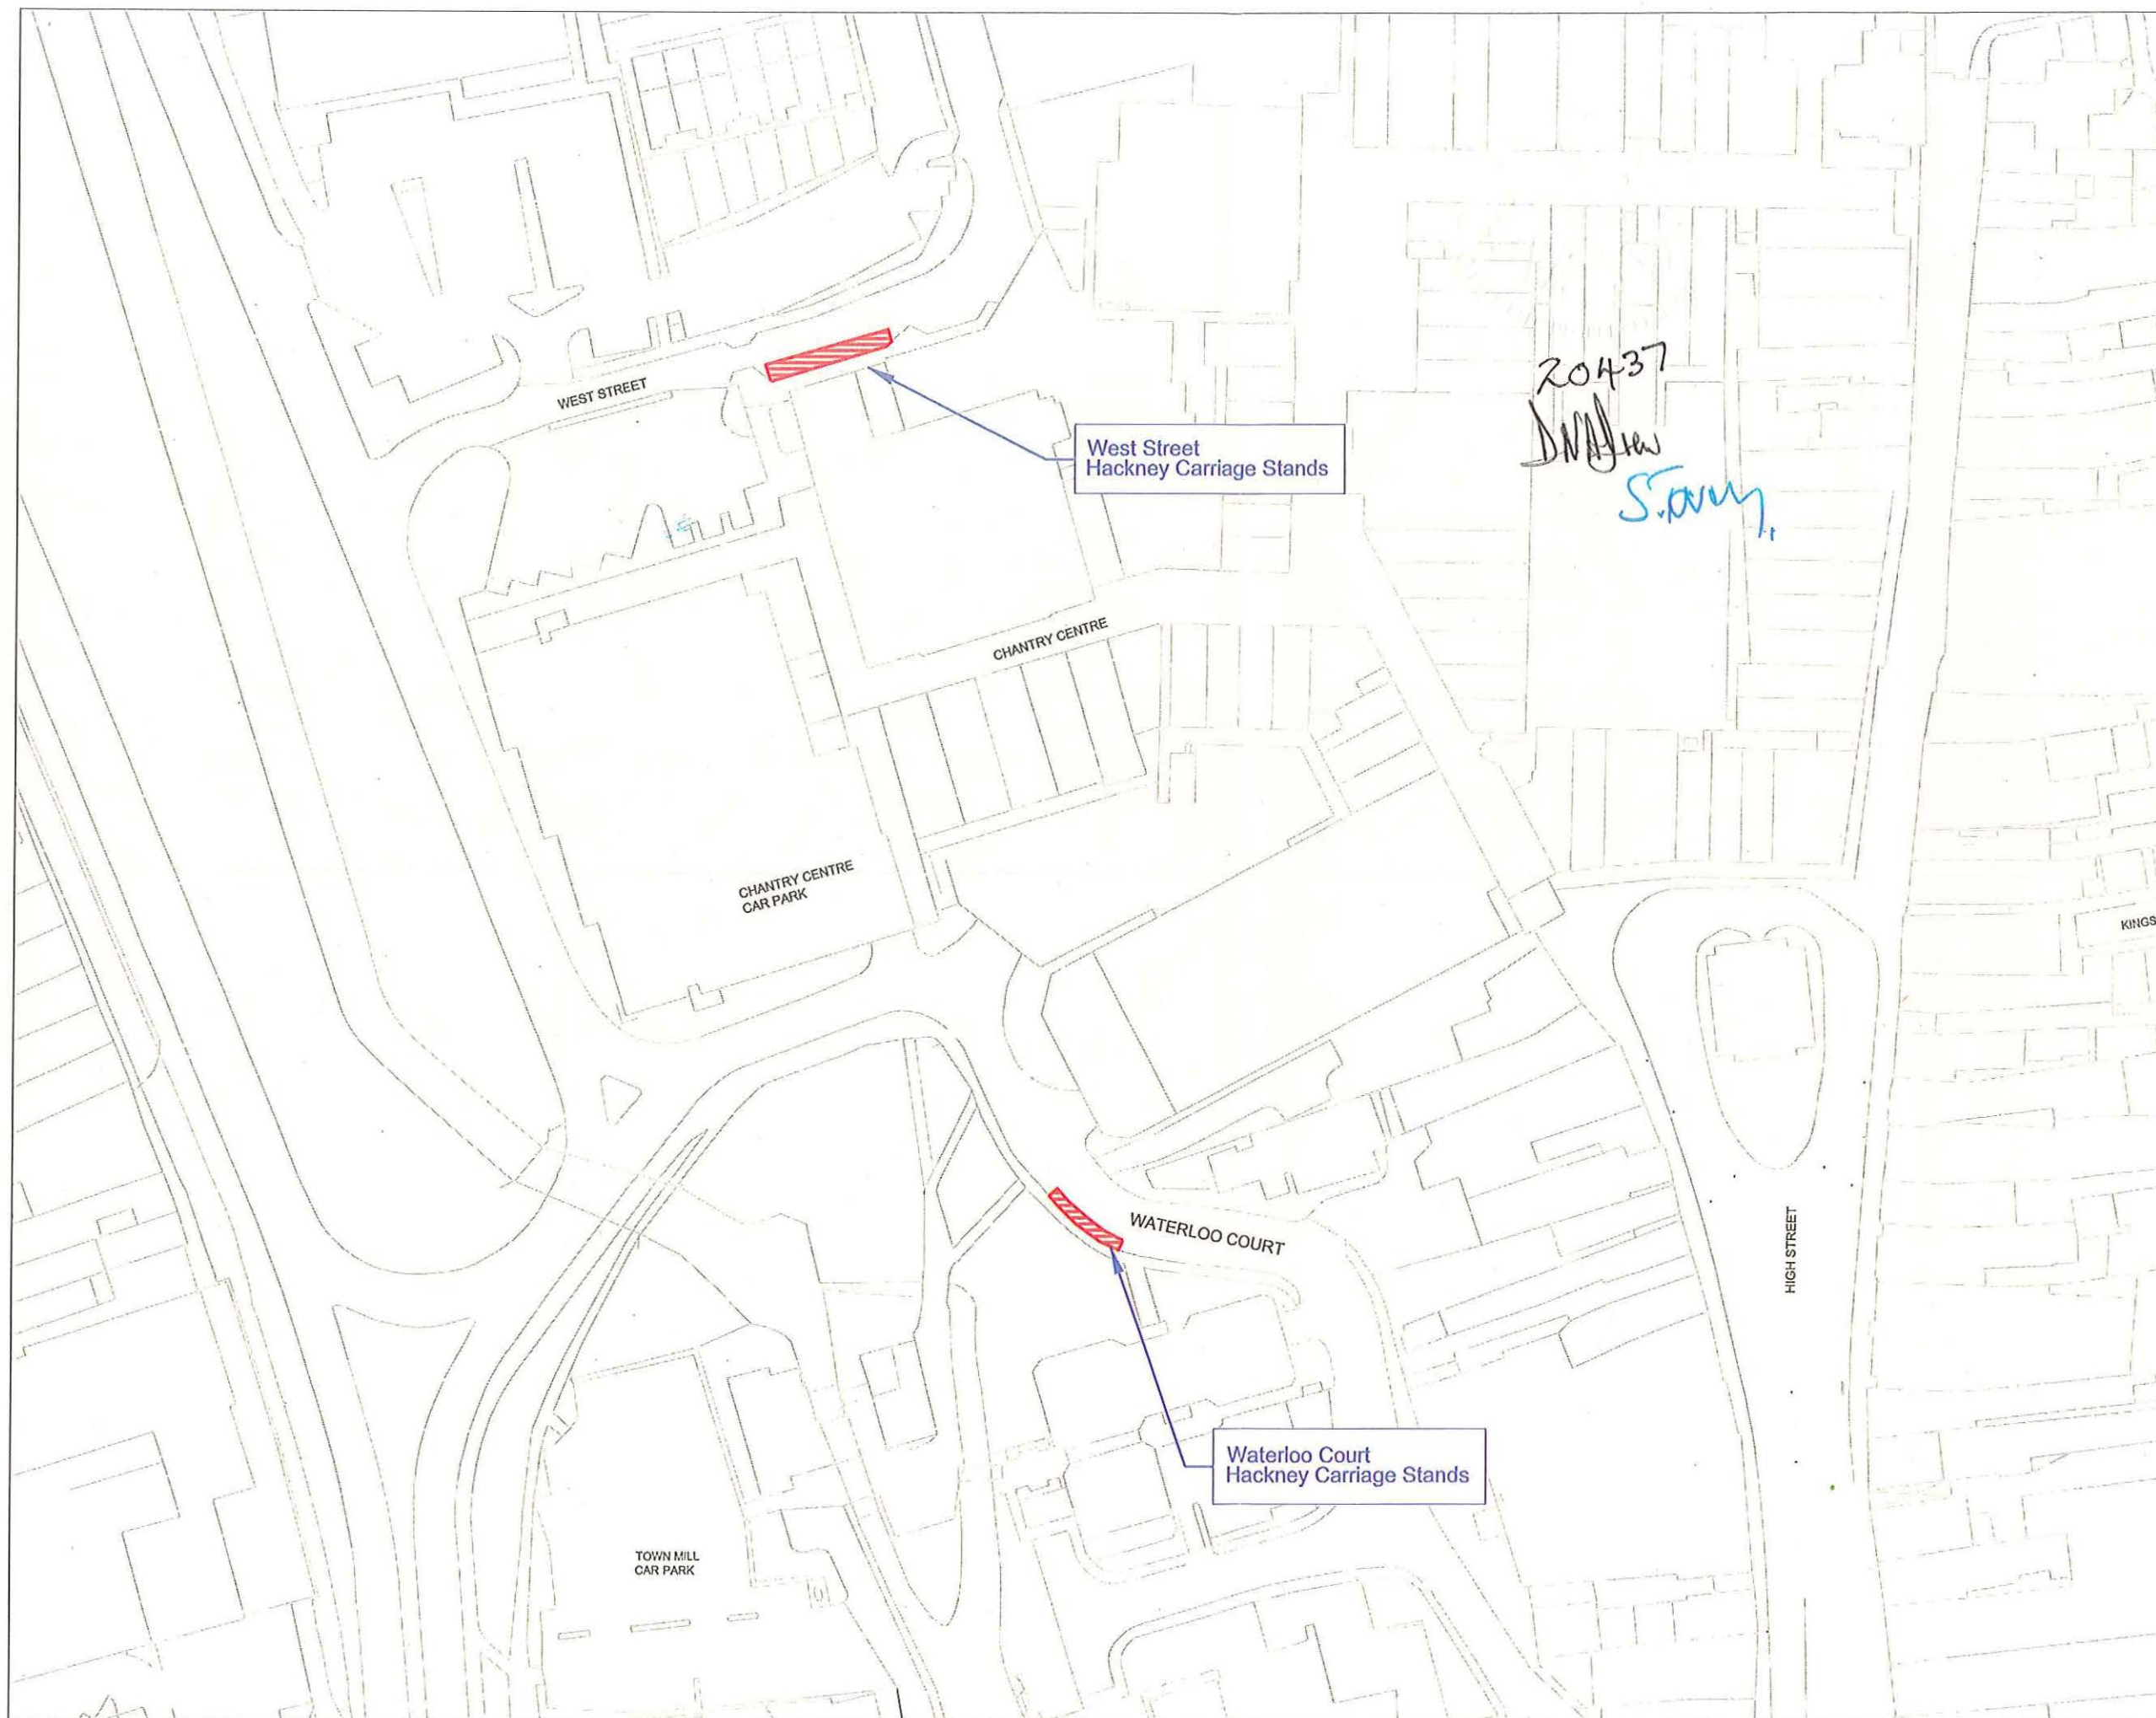 WEST STREET
West Street
Hackney Carriage Stands
20437
CHANTRY CENTRE
CHANTRY CENTRE
CAR PARK
KINGS
WATERLOO COURT
HIGH STREET
Waterloo Court
Hackney Carriage Stands
TOWN MILL
CAR PARK